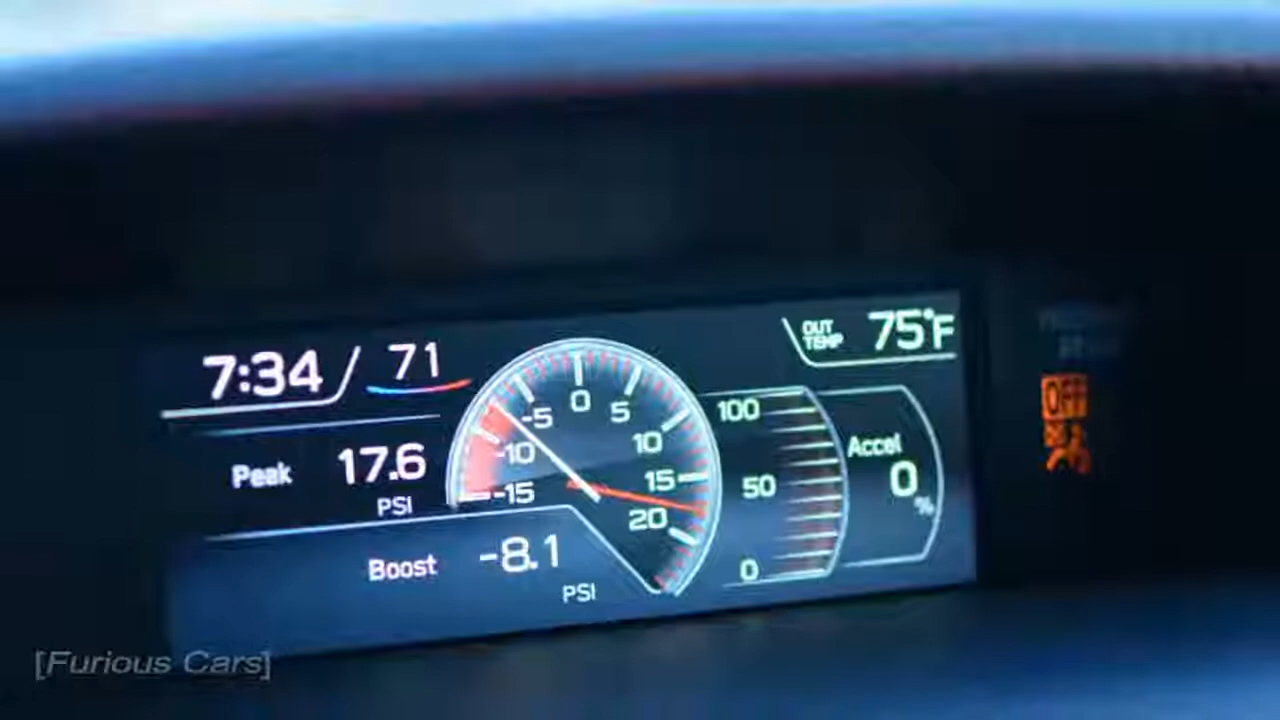 7:34 71
OUT
TEMP
75°F
Peak 17.6
PSI
Boost -8.1
PSI
-15
-10
-5
0
5
10
15
20
100
50
0
Accel
0
%
OFF
[Furious Cars]